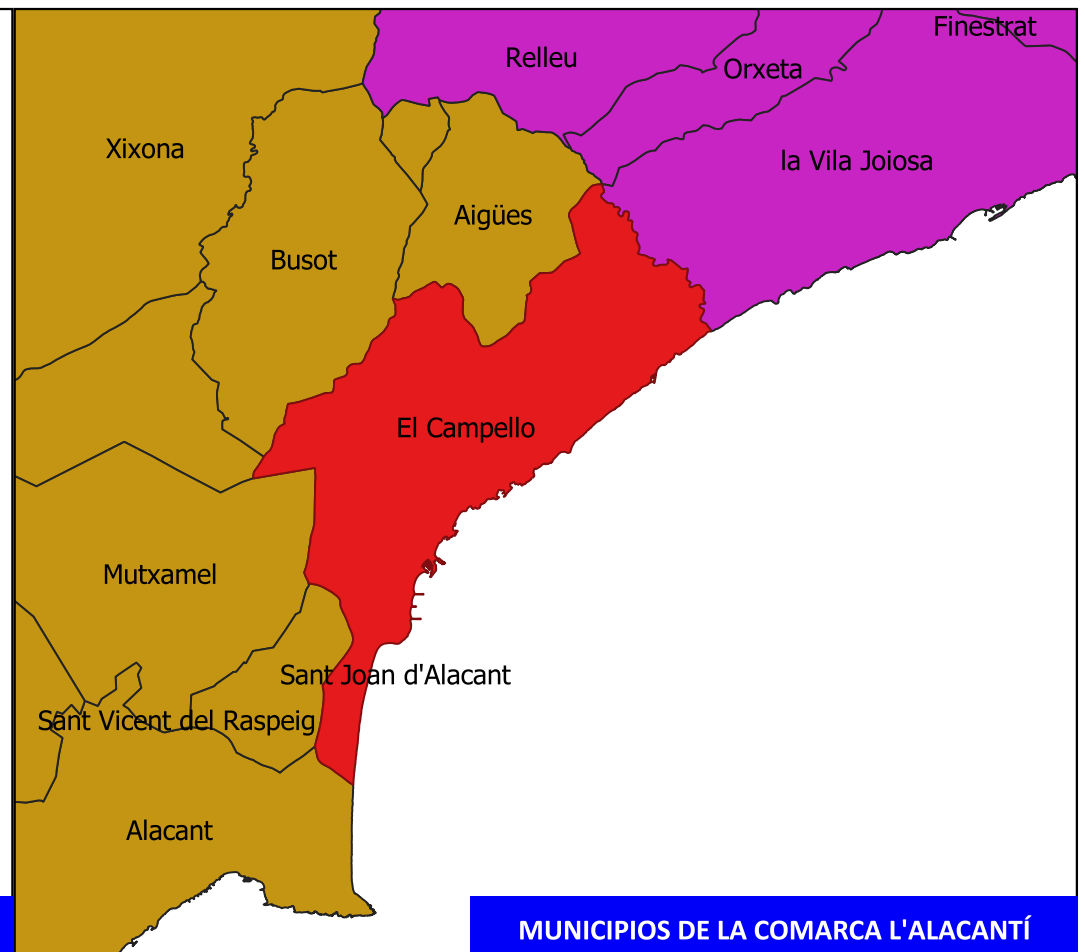 Finestrat
Relleu
Orxeta
Xixona
la Vila Joiosa
Aigües
Busot
El Campello
Mutxamel
Sant Joan d'Alacant
Sant Vicent del Raspeig
Alacant
MUNICIPIOS DE LA COMARCA L'ALACANTÍ